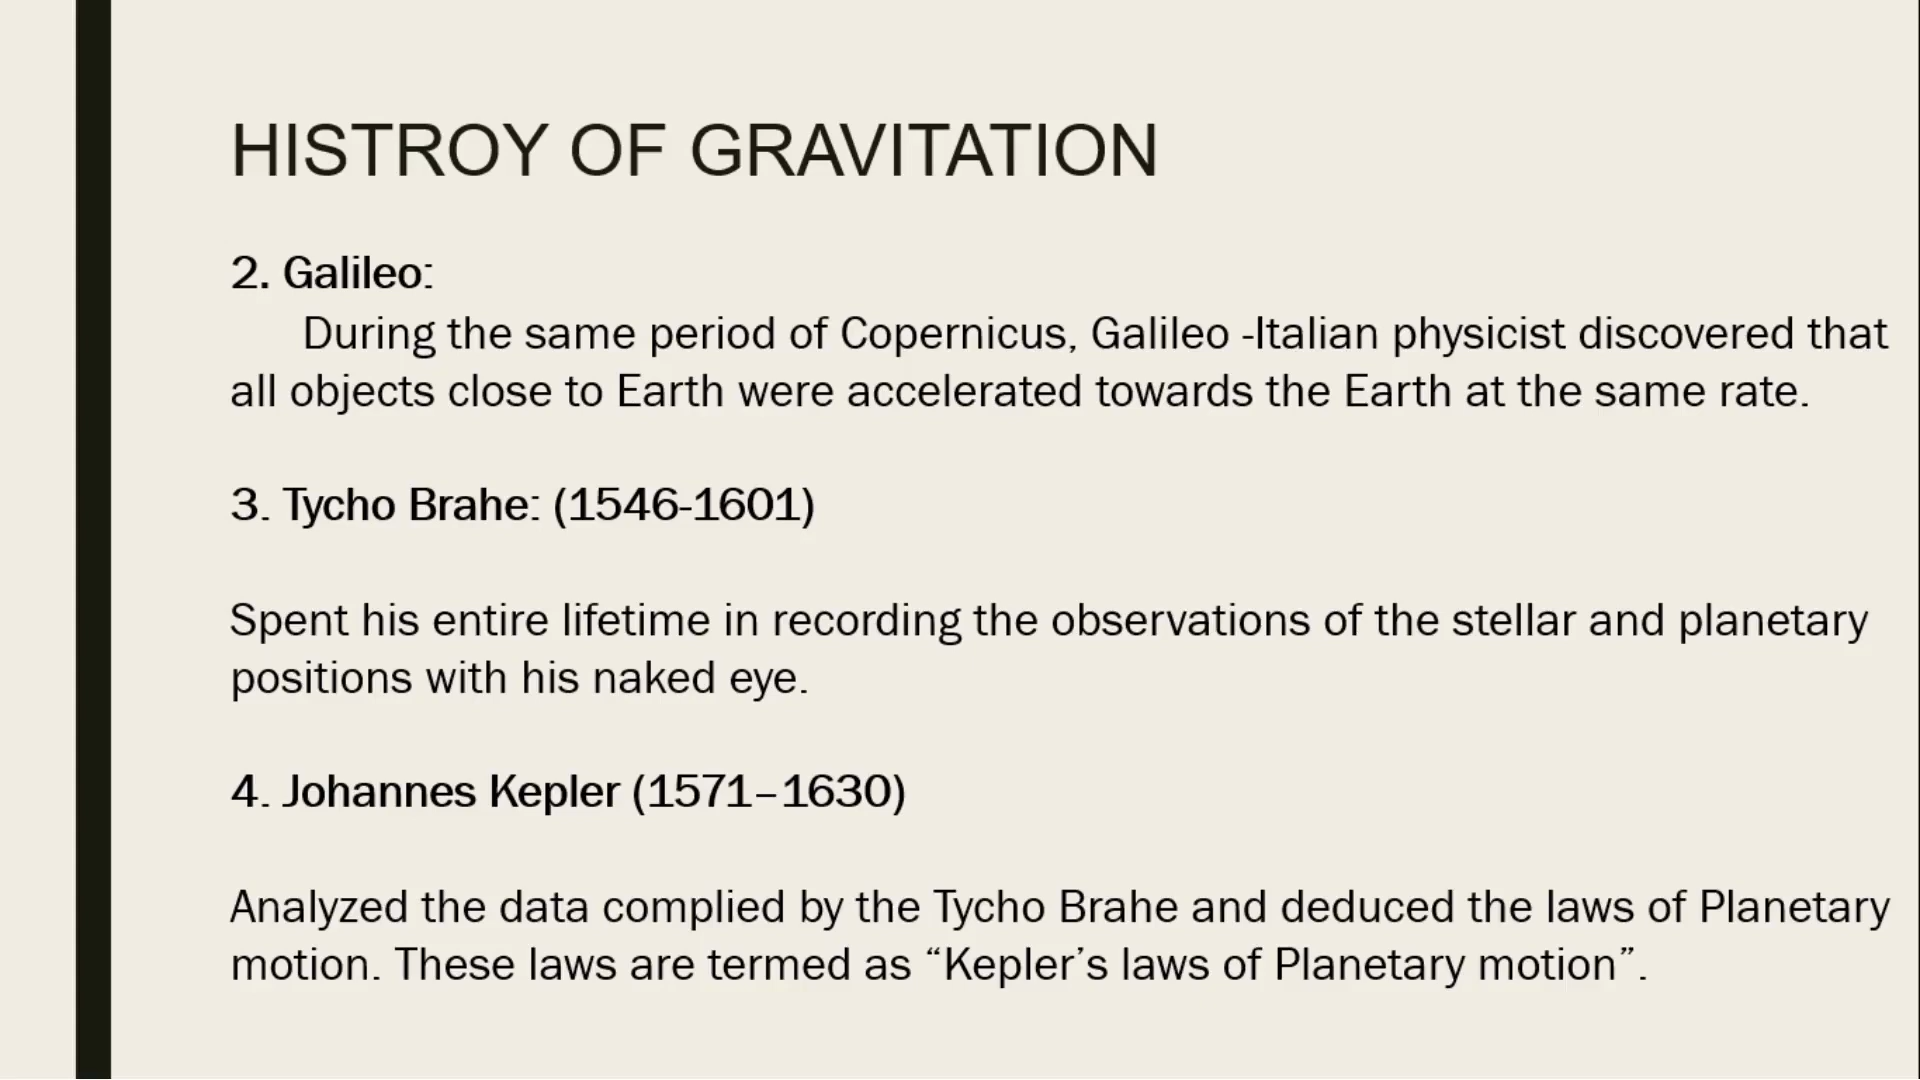 HISTROY OF GRAVITATION
2. Galileo:
During the same period of Copernicus, Galileo -Italian physicist discovered that
all objects close to Earth were accelerated towards the Earth at the same rate.
3. Tycho Brahe: (1546-1601)
Spent his entire lifetime in recording the observations of the stellar and planetary
positions with his naked eye.
4. Johannes Kepler (1571–1630)
Analyzed the data complied by the Tycho Brahe and deduced the laws of Planetary
motion. These laws are termed as “Kepler’s laws of Planetary motion”.